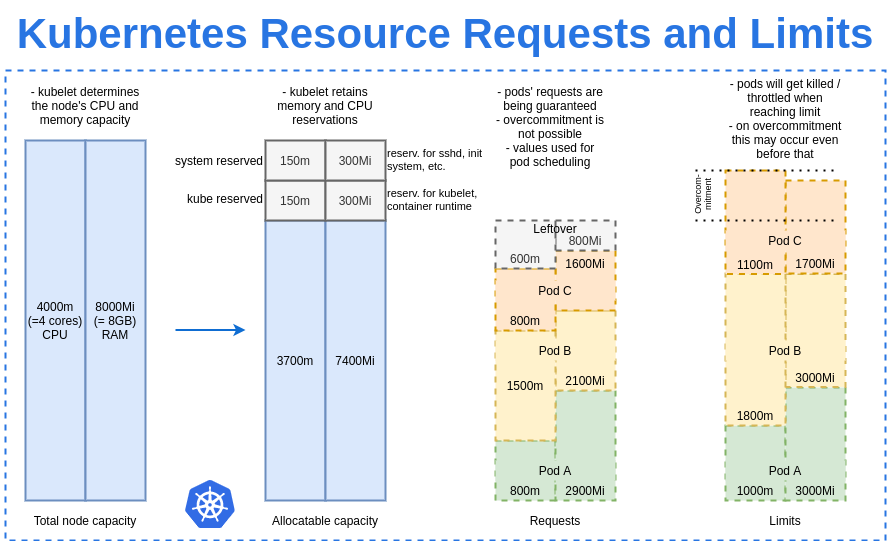 Kubernetes Resource Requests and Limits
- kubelet determines
the node's CPU and
memory capacity
4000m
(=4 cores)
CPU
8000Mi
(= 8GB)
RAM
Total node capacity
- kubelet retains
memory and CPU
reservations
system reserved
150m
300Mi
reserv. for sshd, init
system, etc.
kube reserved
150m
300Mi
reserv. for kubelet,
container runtime
3700m
7400Mi
Allocatable capacity
- pods' requests are
being guaranteed
- overcommitment is
not possible
- values used for
pod scheduling
Leftover
600m
800Mi
1600Mi
Pod C
800m
Pod B
1500m
2100Mi
Pod A
800m
2900Mi
Requests
- pods will get killed /
throttled when
reaching limit
- on overcommitment
this may occur even
before that
Overcom-
mitment
Pod C
1100m
1700Mi
Pod B
1800m
3000Mi
Pod A
1000m
3000Mi
Limits